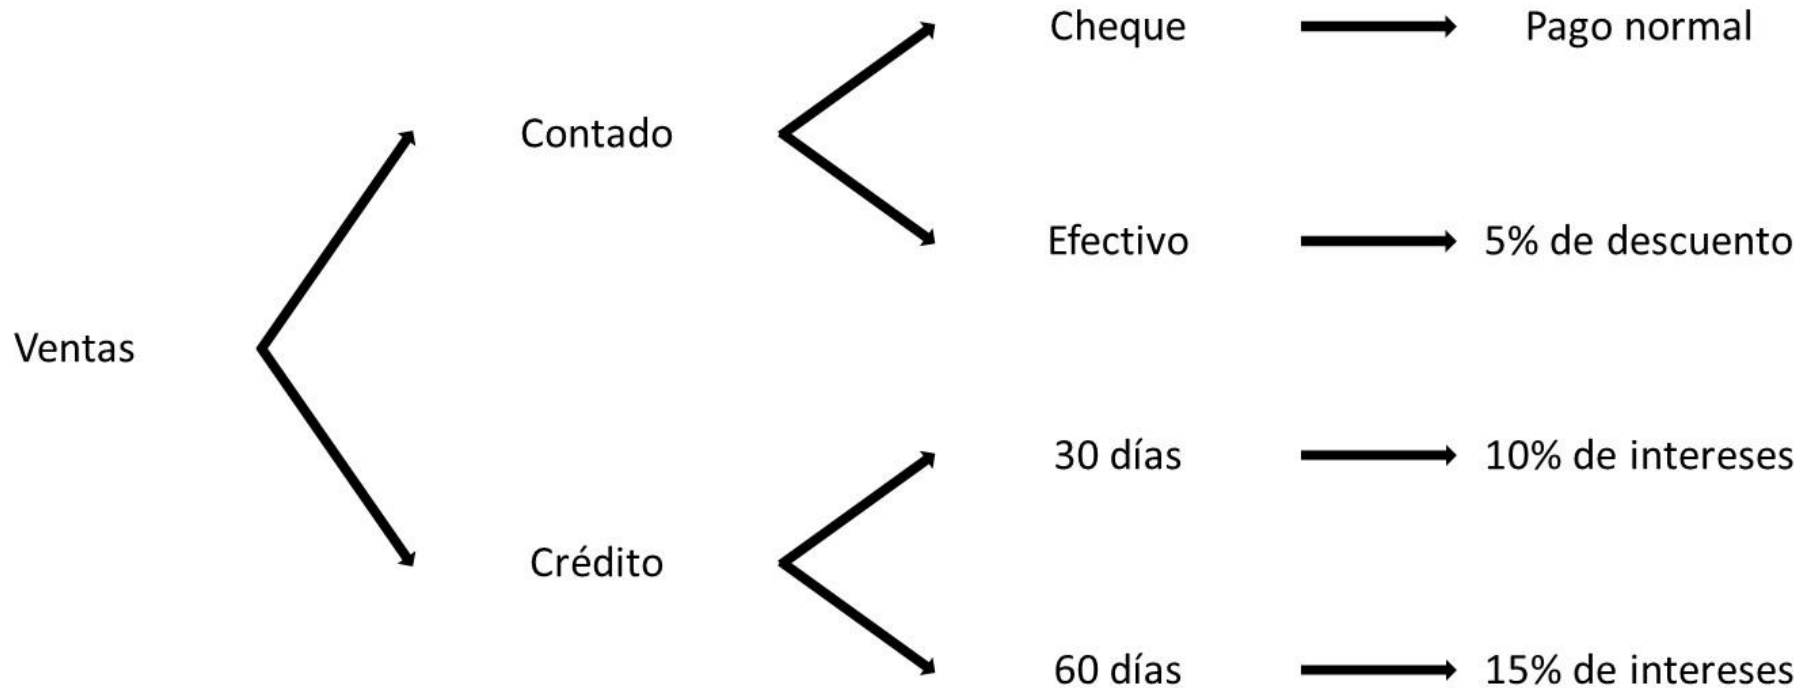 Cheque
Pago normal
Contado
Efectivo
5% de descuento
Ventas
30 días
10% de intereses
Crédito
60 días
15% de intereses